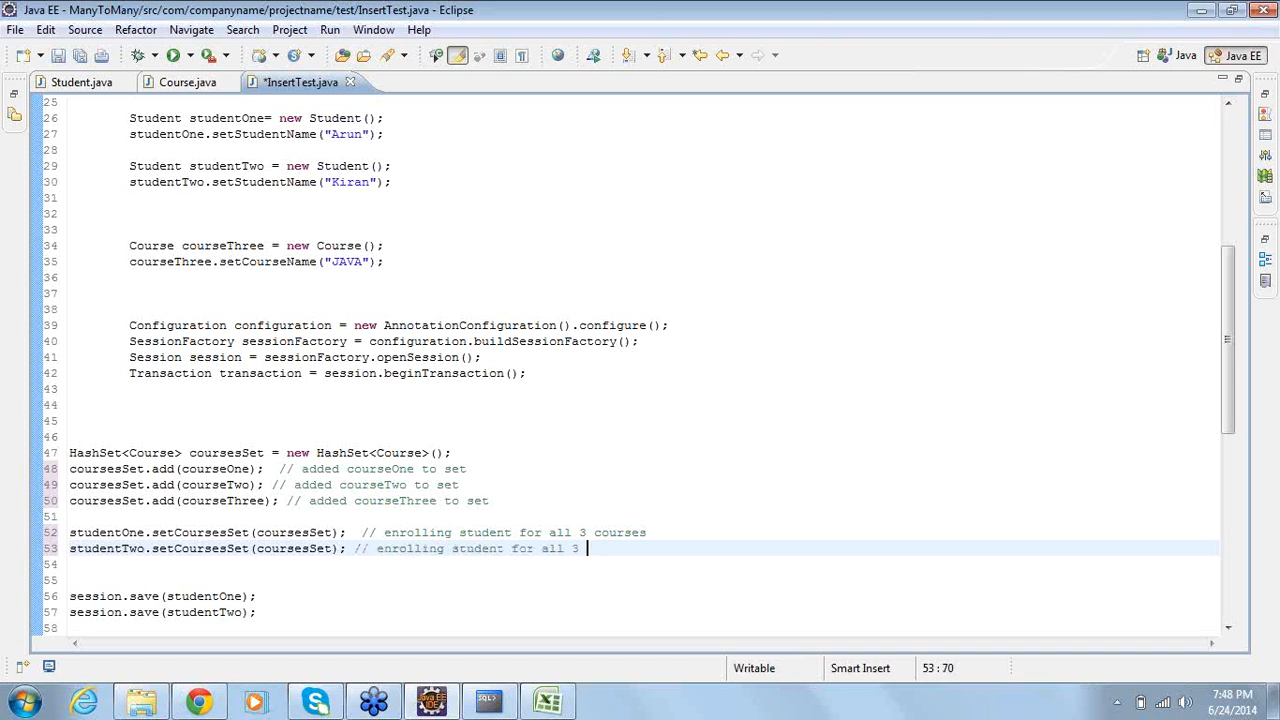 Java EE - ManyToMany/src/com/companyname/projectname/test/InsertTest.java - Eclipse
File Edit Source Refactor Navigate Search Project Run Window Help
Java Java EE
Student.java Course.java *InsertTest.java
25
26 Student studentOne= new Student();
27 studentOne.setStudentName("Arun");
28
29 Student studentTwo = new Student();
30 studentTwo.setStudentName("Kiran");
31
32
33
34 Course courseThree = new Course();
35 courseThree.setCourseName("JAVA");
36
37
38
39 Configuration configuration = new AnnotationConfiguration().configure();
40 SessionFactory sessionFactory = configuration.buildSessionFactory();
41 Session session = sessionFactory.openSession();
42 Transaction transaction = session.beginTransaction();
43
44
45
46
47 HashSet<Course> coursesSet = new HashSet<Course>();
48 coursesSet.add(courseOne); // added courseOne to set
49 coursesSet.add(courseTwo); // added courseTwo to set
50 coursesSet.add(courseThree); // added courseThree to set
51
52 studentOne.setCoursesSet(coursesSet); // enrolling student for all 3 courses
53 studentTwo.setCoursesSet(coursesSet); // enrolling student for all 3
54
55
56 session.save(studentOne);
57 session.save(studentTwo);
58
Writable Smart Insert 53 : 70
Java EE IDE
SQL>
7:48 PM
6/24/2014